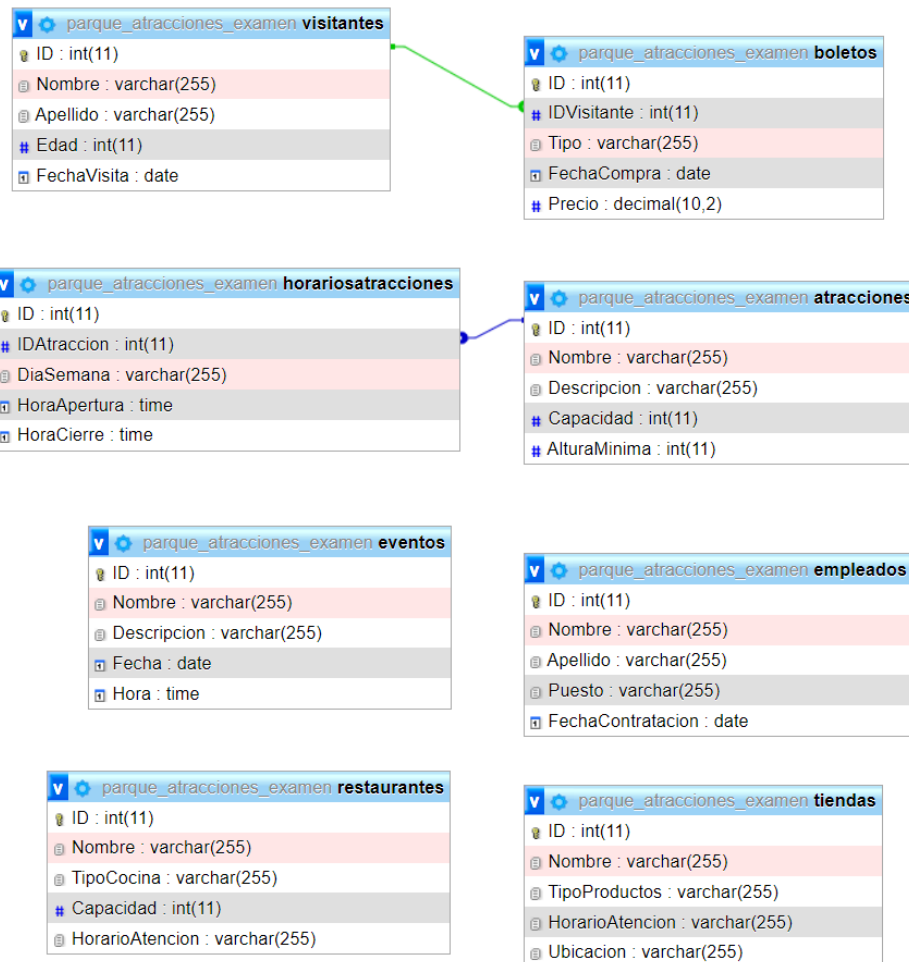 parque_atracciones_examen visitantes
ID : int(11)
Nombre : varchar(255)
Apellido : varchar(255)
# Edad : int(11)
FechaVisita : date
parque_atracciones_examen boletos
ID : int(11)
# IDVisitante : int(11)
Tipo : varchar(255)
FechaCompra : date
# Precio : decimal(10,2)
parque_atracciones_examen horariosatracciones
ID : int(11)
# IDAtraccion : int(11)
DiaSemana : varchar(255)
HoraApertura : time
HoraCierre : time
parque_atracciones_examen atracciones
ID : int(11)
Nombre : varchar(255)
Descripcion : varchar(255)
# Capacidad : int(11)
# AlturaMinima : int(11)
parque_atracciones_examen eventos
ID : int(11)
Nombre : varchar(255)
Descripcion : varchar(255)
Fecha : date
Hora : time
parque_atracciones_examen empleados
ID : int(11)
Nombre : varchar(255)
Apellido : varchar(255)
Puesto : varchar(255)
FechaContratacion : date
parque_atracciones_examen restaurantes
ID : int(11)
Nombre : varchar(255)
TipoCocina : varchar(255)
# Capacidad : int(11)
HorarioAtencion : varchar(255)
parque_atracciones_examen tiendas
ID : int(11)
Nombre : varchar(255)
TipoProductos : varchar(255)
HorarioAtencion : varchar(255)
Ubicacion : varchar(255)